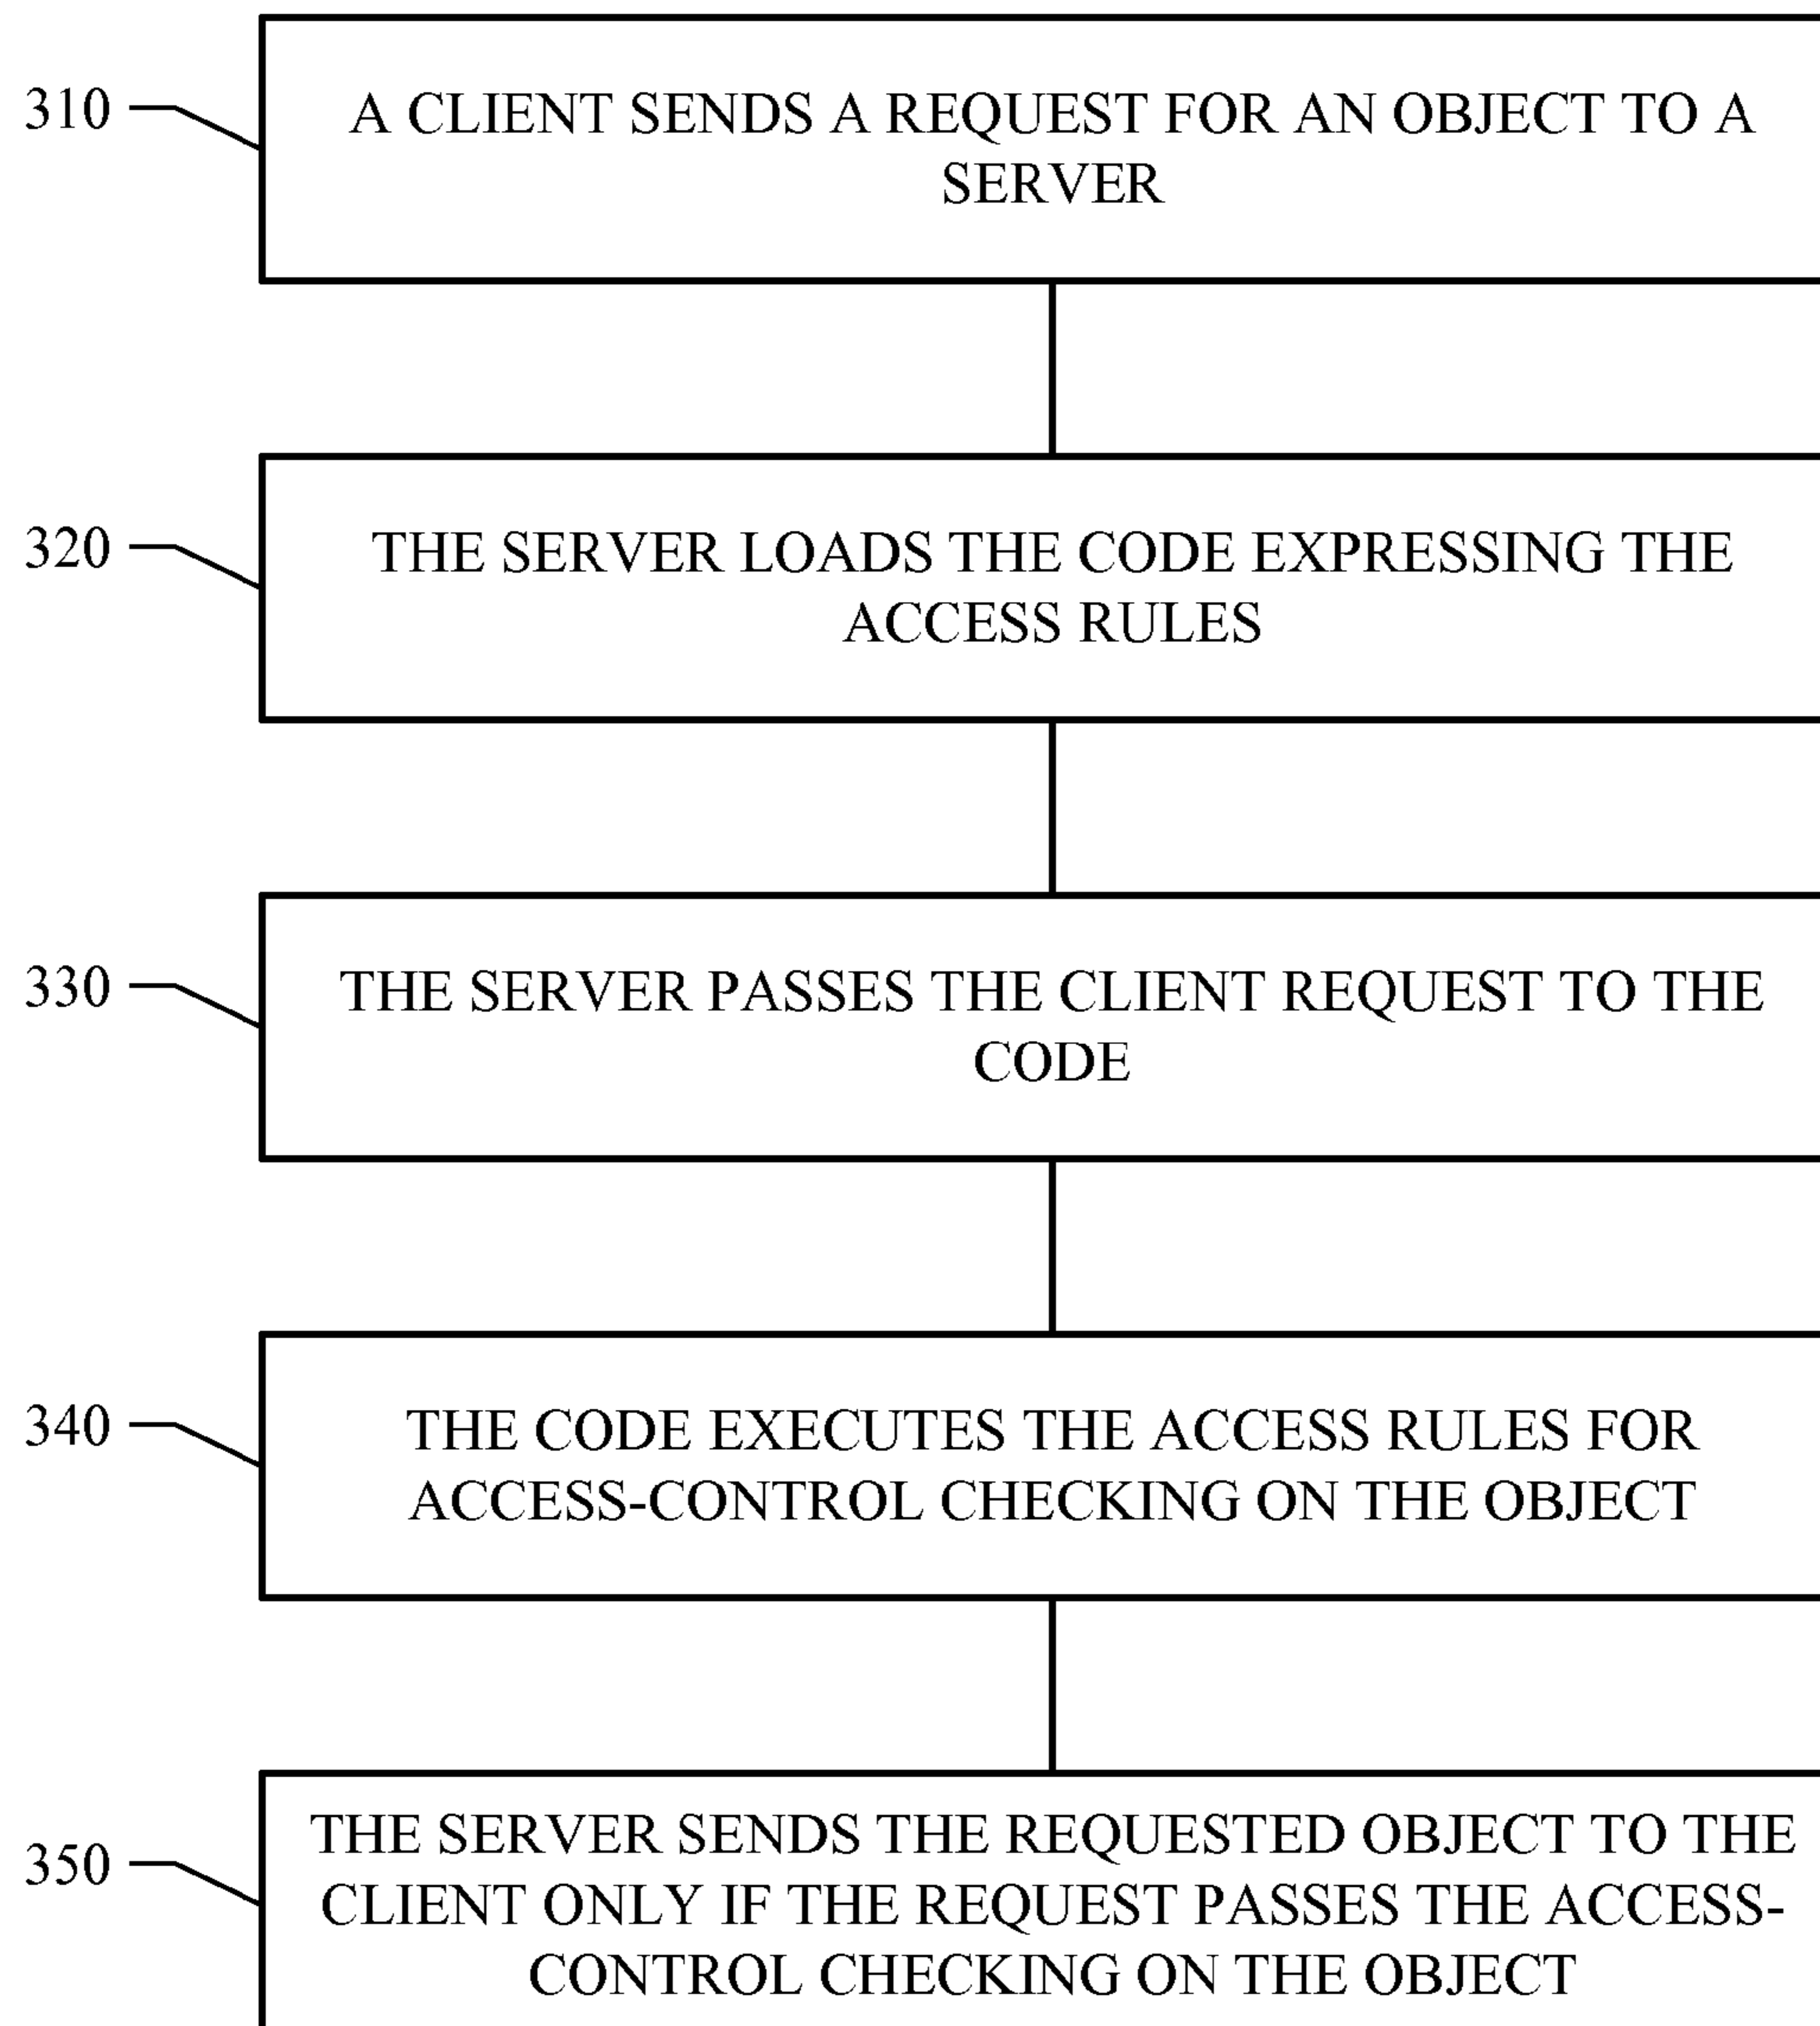 310
A CLIENT SENDS A REQUEST FOR AN OBJECT TO A
SERVER
320
THE SERVER LOADS THE CODE EXPRESSING THE
ACCESS RULES
330
THE SERVER PASSES THE CLIENT REQUEST TO THE
CODE
340
THE CODE EXECUTES THE ACCESS RULES FOR
ACCESS-CONTROL CHECKING ON THE OBJECT
350
THE SERVER SENDS THE REQUESTED OBJECT TO THE
CLIENT ONLY IF THE REQUEST PASSES THE ACCESS-
CONTROL CHECKING ON THE OBJECT